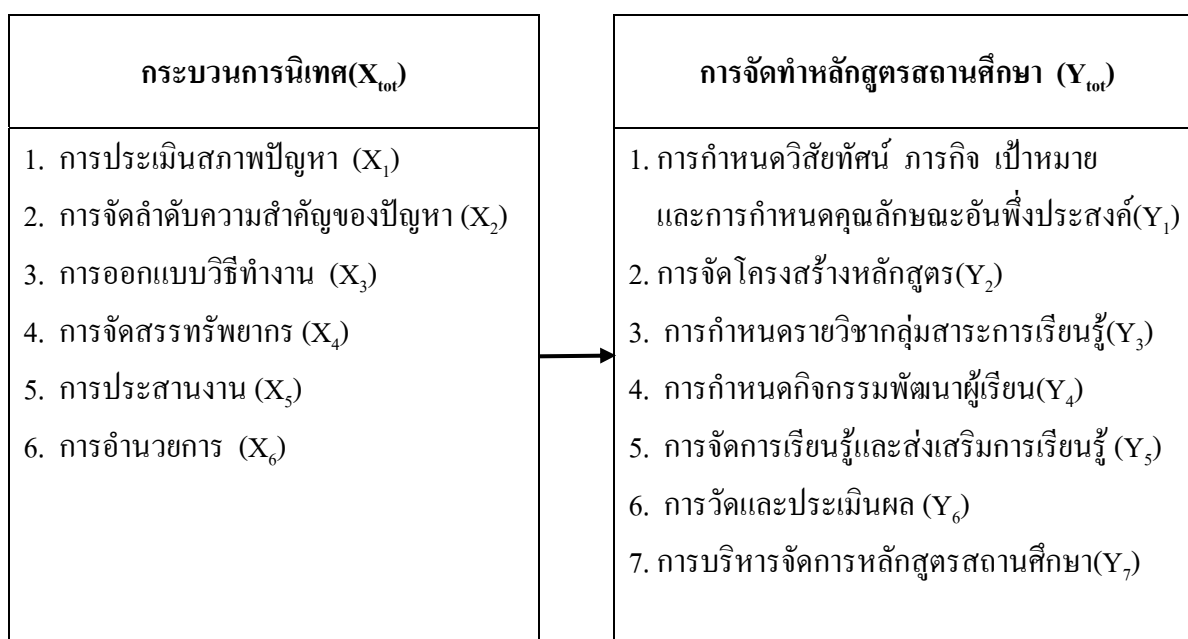 กระบวนการนิเทศ(Xtot)
1. การประเมินสภาพปัญหา (X1)
2. การจัดลำดับความสำคัญของปัญหา (X2)
3. การออกแบบวิธีทำงาน (X3)
4. การจัดสรรทรัพยากร (X4)
5. การประสานงาน (X5)
6. การอำนวยการ (X6)
การจัดทำหลักสูตรสถานศึกษา (Ytot)
1. การกำหนดวิสัยทัศน์ ภารกิจ เป้าหมาย
และการกำหนดคุณลักษณะอันพึ่งประสงค์(Y1)
2. การจัดโครงสร้างหลักสูตร(Y2)
3. การกำหนดรายวิชากลุ่มสาระการเรียนรู้(Y3)
4. การกำหนดกิจกรรมพัฒนาผู้เรียน(Y4)
5. การจัดการเรียนรู้และส่งเสริมการเรียนรู้ (Y5)
6. การวัดและประเมินผล (Y6)
7. การบริหารจัดการหลักสูตรสถานศึกษา(Y7)